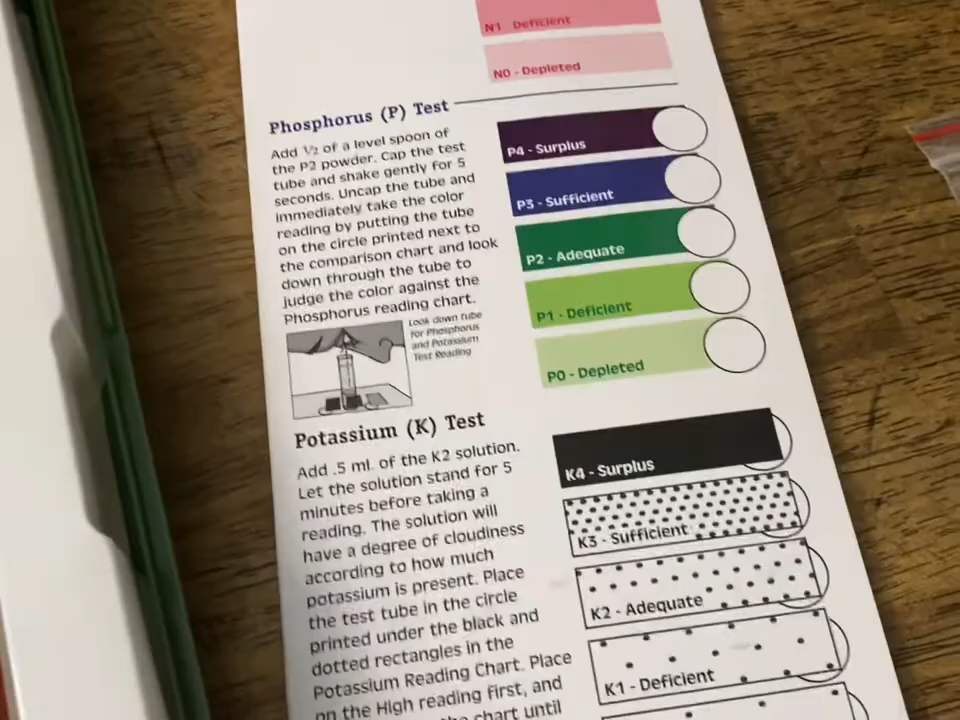 N1 Deficient
N0 - Depleted
Phosphorus (P) Test
Add ½ of a level spoon of
the P2 powder. Cap the test
tube and shake gently for 5
seconds. Uncap the tube and
immediately take the color
reading by putting the tube
on the circle printed next to
the comparison chart and look
down through the tube to
judge the color against the
Phosphorus reading chart.
Look down tube
for Phosphorus
and Potassium
Test Reading
P4 - Surplus
P3 - Sufficient
P2 - Adequate
P1 - Deficient
P0 - Depleted
Potassium (K) Test
Add .5 ml. of the K2 solution.
Let the solution stand for 5
minutes before taking a
reading. The solution will
have a degree of cloudiness
according to how much
potassium is present. Place
the test tube in the circle
printed under the black and
dotted rectangles in the
Potassium Reading Chart. Place
on the High reading first, and
the chart until
K4 - Surplus
K3 - Sufficient
K2 - Adequate
K1 - Deficient